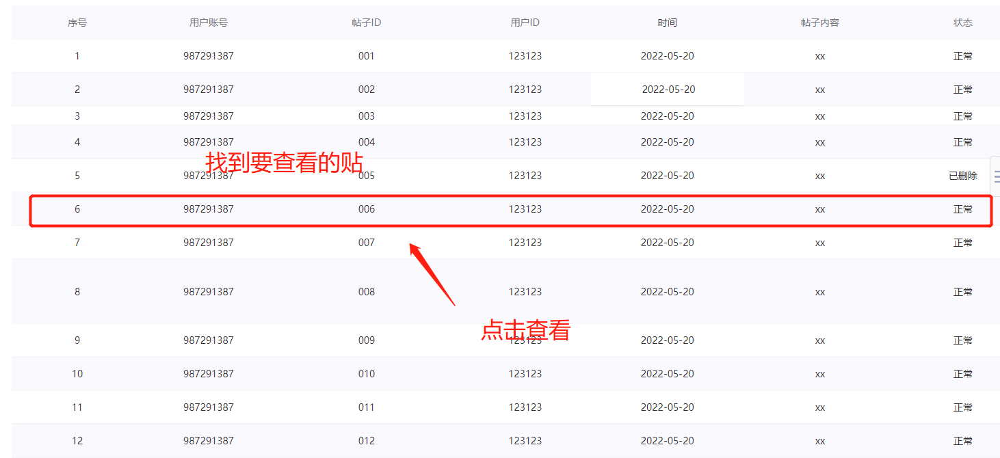 序号 用户账号 帖子ID 用户ID 时间 帖子内容 状态
1 987291387 001 123123 2022-05-20 xx 正常
2 987291387 002 123123 2022-05-20 xx 正常
3 987291387 003 123123 2022-05-20 xx 正常
4 987291387 004 123123 2022-05-20 xx 正常
找到要查看的贴
5 987291387 005 123123 2022-05-20 xx 已删除
6 987291387 006 123123 2022-05-20 xx 正常
7 987291387 007 123123 2022-05-20 xx 正常
8 987291387 008 123123 2022-05-20 xx 正常
点击查看
9 987291387 009 123123 2022-05-20 xx 正常
10 987291387 010 123123 2022-05-20 xx 正常
11 987291387 011 123123 2022-05-20 xx 正常
12 987291387 012 123123 2022-05-20 xx 正常